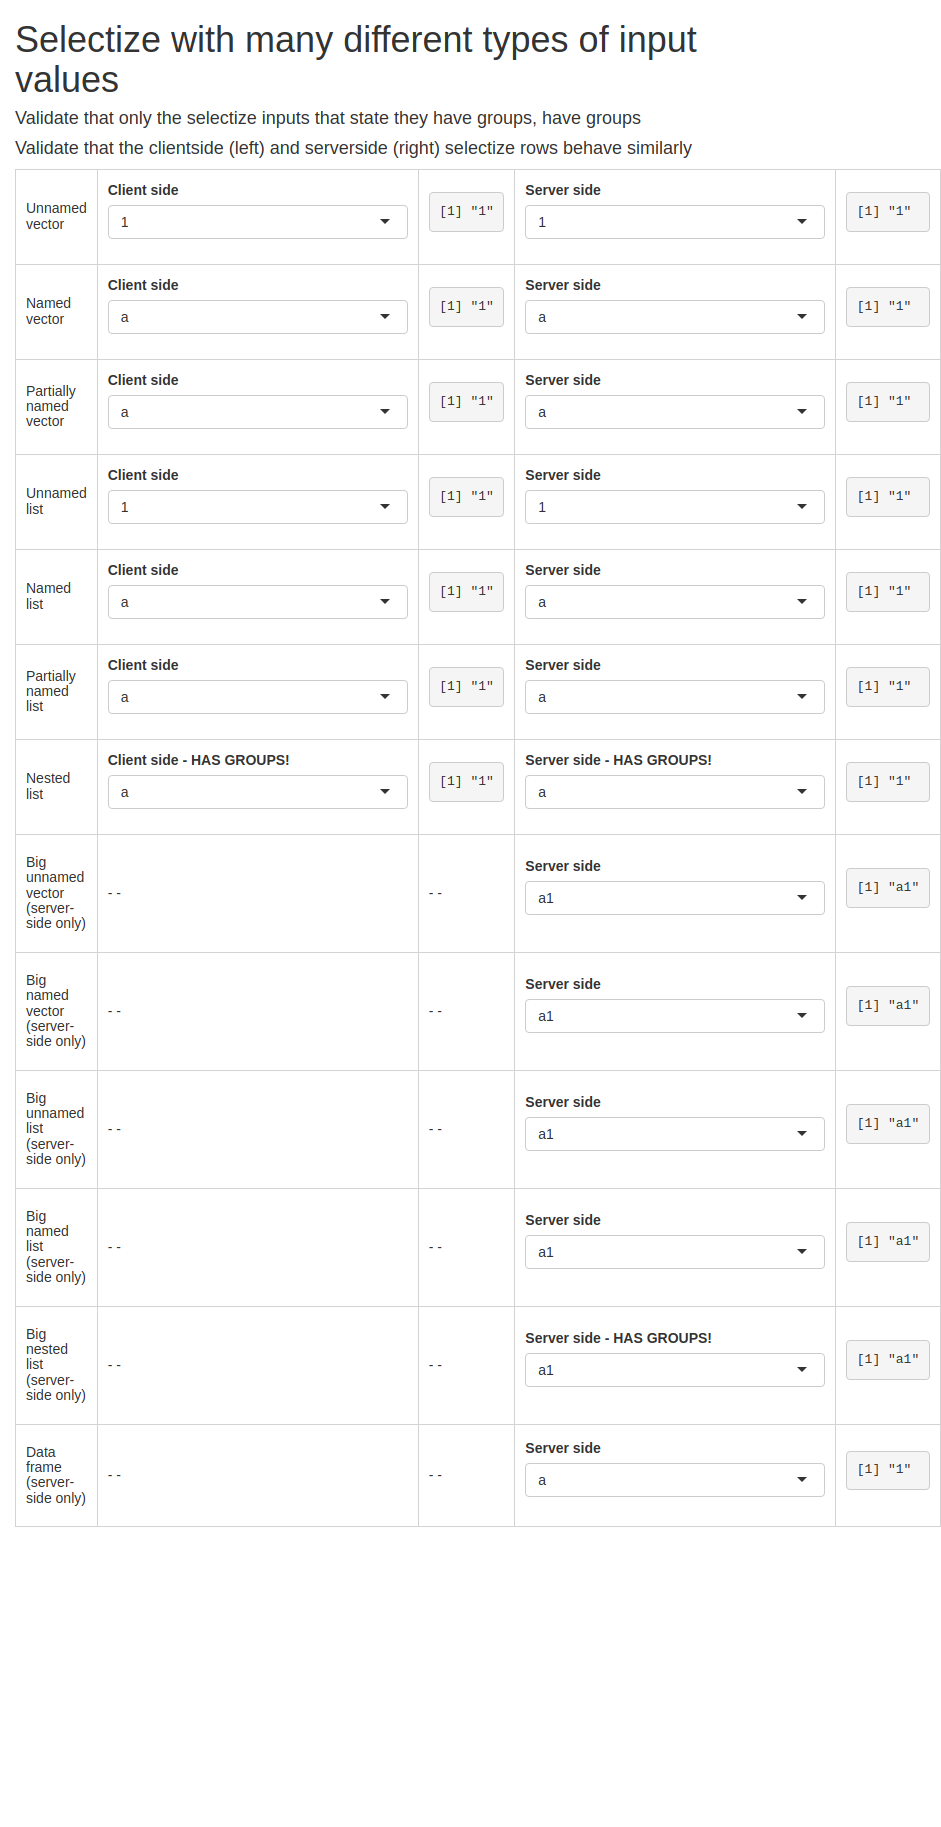 Selectize with many different types of input
values
Validate that only the selectize inputs that state they have groups, have groups
Validate that the clientside (left) and serverside (right) selectize rows behave similarly
Unnamed
vector
Client side
1
[1] "1"
Server side
1
[1] "1"
Named
vector
Client side
a
[1] "1"
Server side
a
[1] "1"
Partially
named
vector
Client side
a
[1] "1"
Server side
a
[1] "1"
Unnamed
list
Client side
1
[1] "1"
Server side
1
[1] "1"
Named
list
Client side
a
[1] "1"
Server side
a
[1] "1"
Partially
named
list
Client side
a
[1] "1"
Server side
a
[1] "1"
Nested
list
Client side - HAS GROUPS!
a
[1] "1"
Server side - HAS GROUPS!
a
[1] "1"
Big
unnamed
vector
(server-
side only)
- -
- -
Server side
a1
[1] "a1"
Big
named
vector
(server-
side only)
- -
- -
Server side
a1
[1] "a1"
Big
unnamed
list
(server-
side only)
- -
- -
Server side
a1
[1] "a1"
Big
named
list
(server-
side only)
- -
- -
Server side
a1
[1] "a1"
Big
nested
list
(server-
side only)
- -
- -
Server side - HAS GROUPS!
a1
[1] "a1"
Data
frame
(server-
side only)
- -
- -
Server side
a
[1] "1"